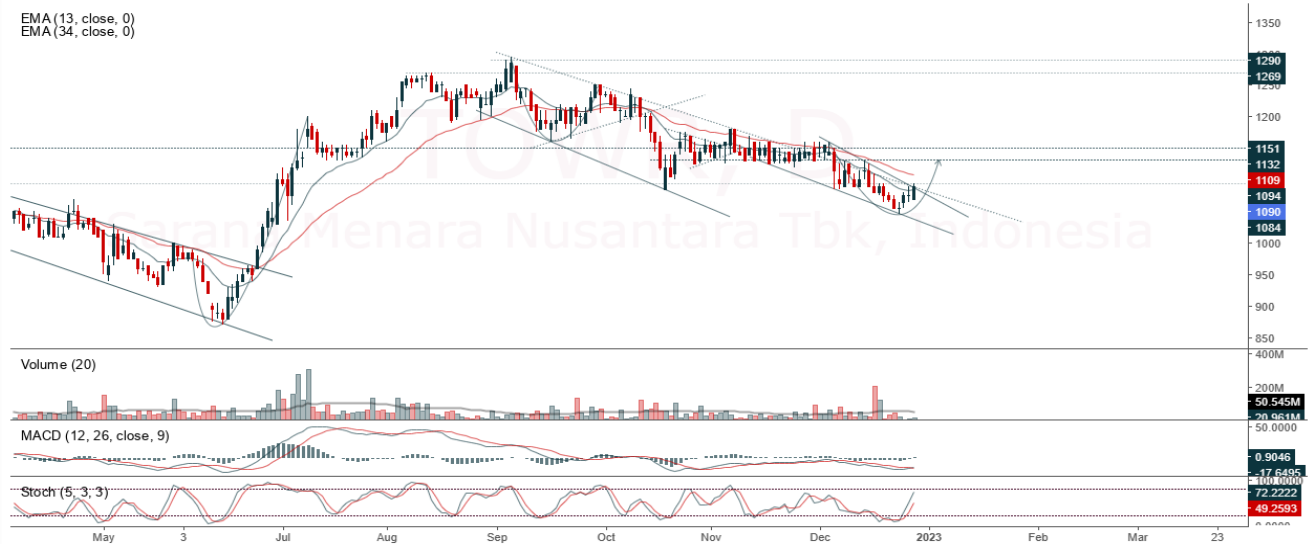 EMA (13, close, 0)
EMA (34, close, 0)
TOWR, D
Sarana Menara Nusantara Tbk, Indonesia
1350
1290
1269
1250
1200
1151
1132
1109
1094
1090
1084
1000
950
900
850
Volume (20)
400M
200M
50.545M
20.961M
MACD (12, 26, close, 9)
50.0000
0.9046
-17.6495
Stoch (5, 3, 3)
100.0000
72.2222
49.2593
0.0000
May 3 Jul Aug Sep Oct Nov Dec 2023 Feb Mar 23